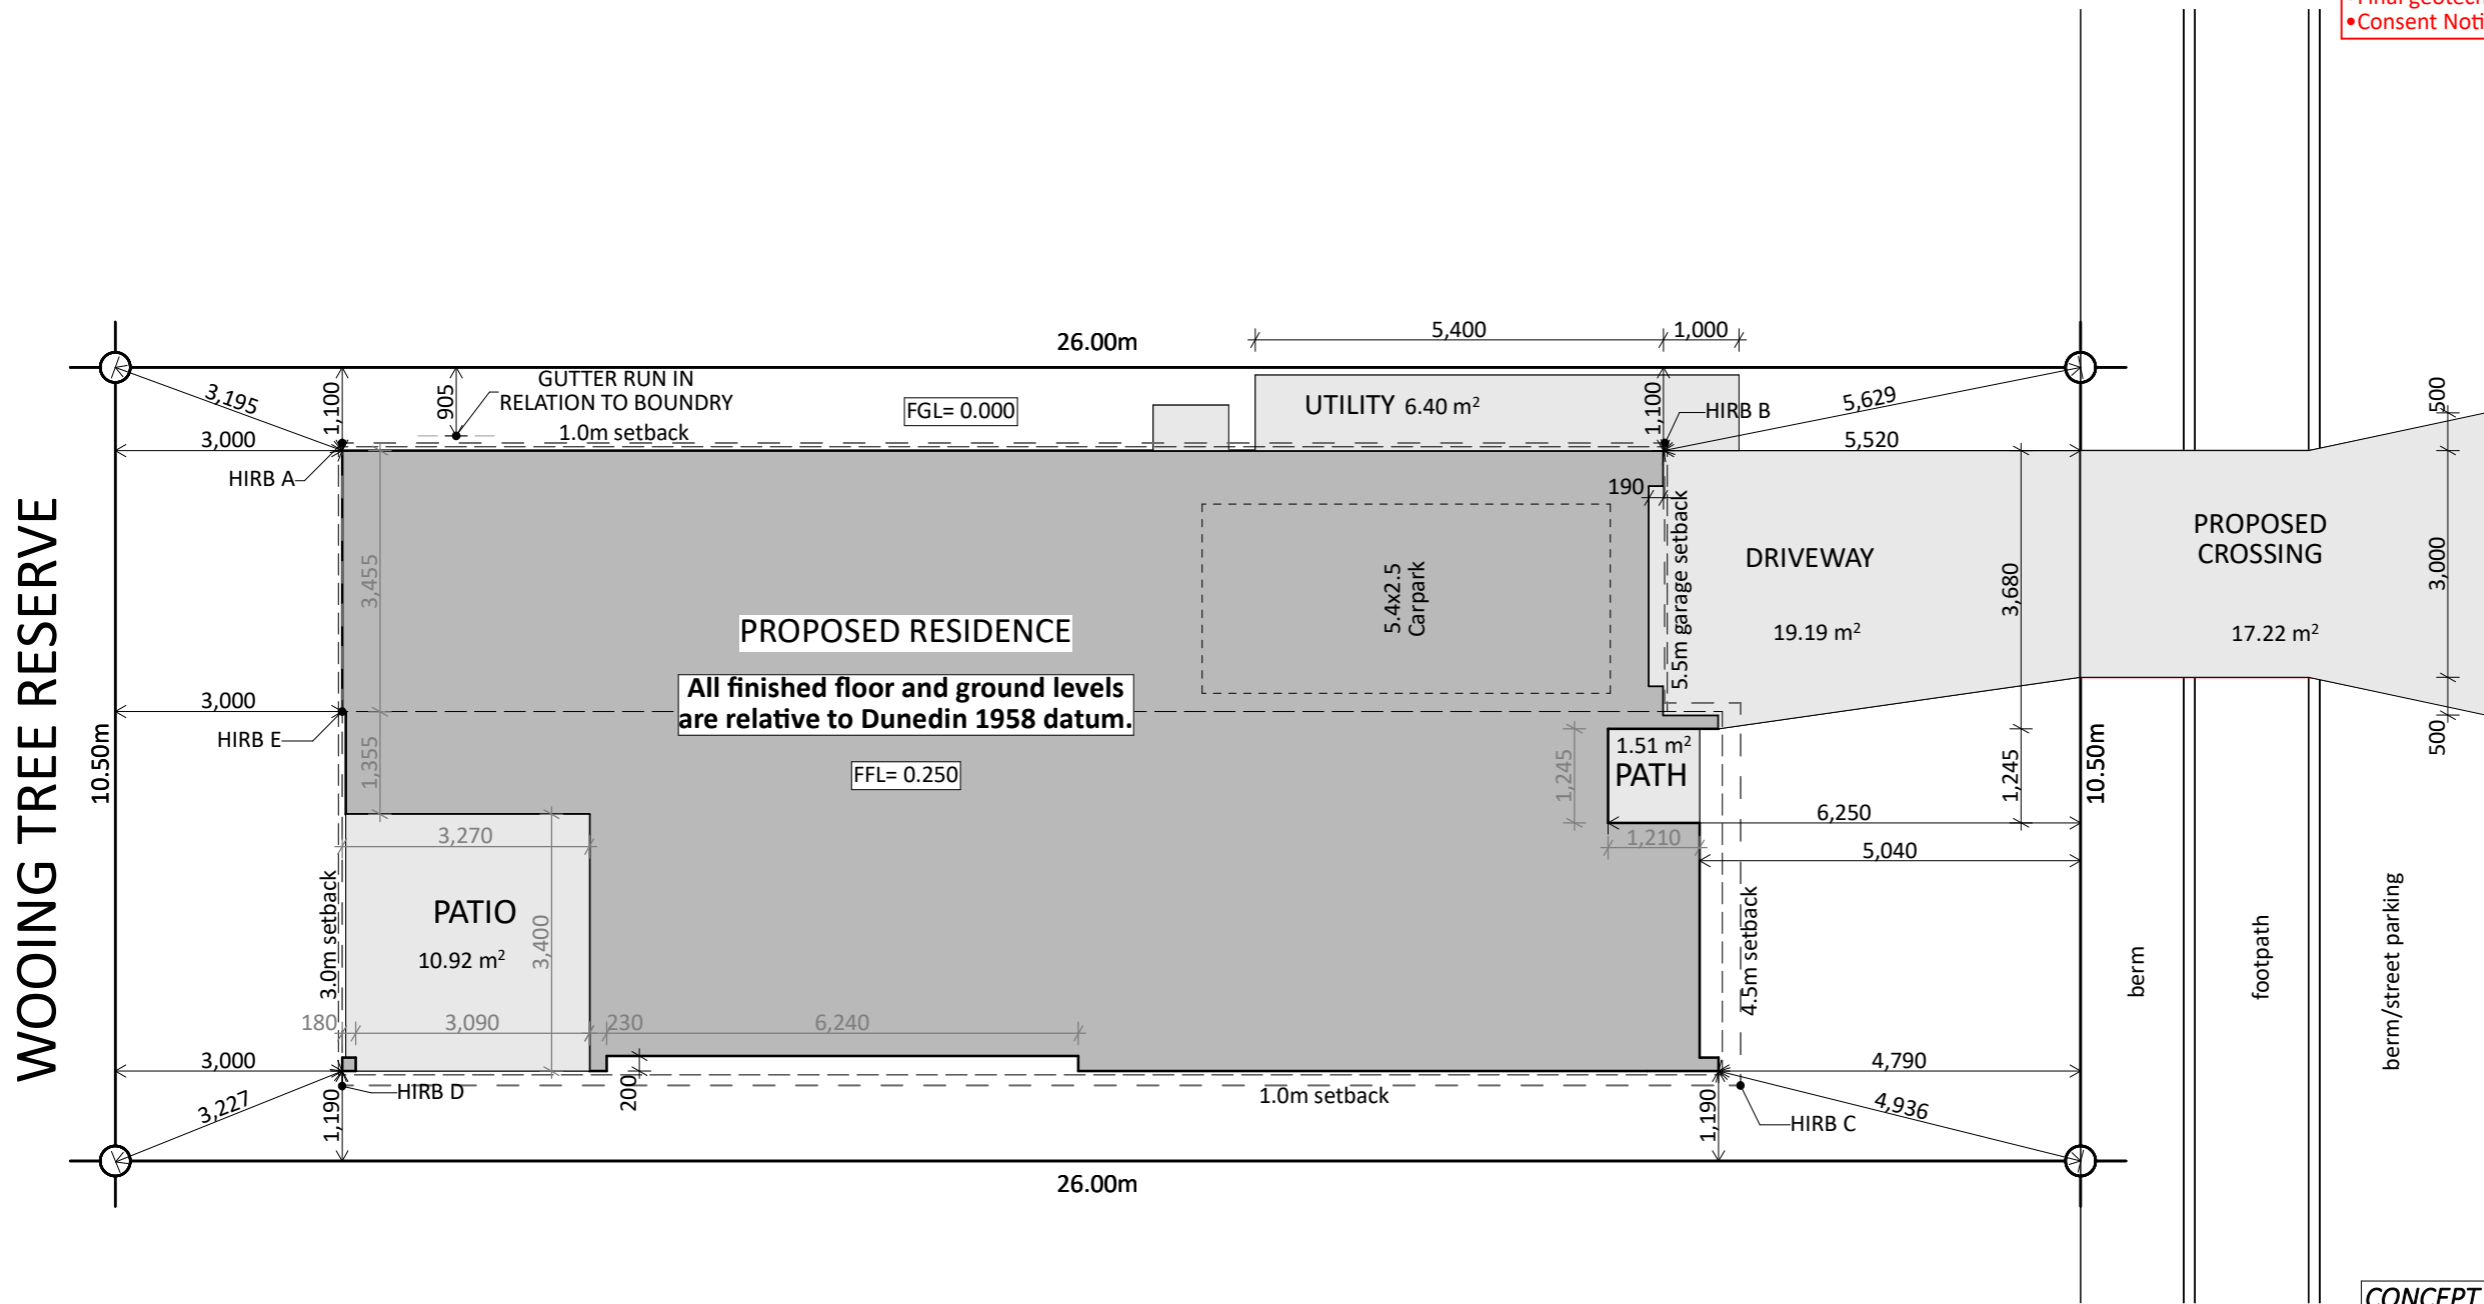 •Consent Noti
26.00m
5,400
1,000
3,195
1,100
905
GUTTER RUN IN
RELATION TO BOUNDRY
1.0m setback
FGL= 0.000
UTILITY 6.40 m²
1,100
HIRB B
5,629
5,520
500
3,000
HIRB A
190
5.5m garage setback
DRIVEWAY
19.19 m²
3,680
PROPOSED
CROSSING
17.22 m²
3,000
500
WOOING TREE RESERVE
3,455
5.4x2.5
Carpark
PROPOSED RESIDENCE
All finished floor and ground levels
are relative to Dunedin 1958 datum.
FFL= 0.250
3,000
HIRB E
10.50m
1,355
1,245
1.51 m²
PATH
1,210
6,250
1,245
10.50m
5,040
3,270
PATIO
10.92 m²
3,400
3.0m setback
4.5m setback
berm
footpath
berm/street parking
180
3,090
230
6,240
3,000
3,227
1,190
HIRB D
200
1.0m setback
1,190
4,790
4,936
HIRB C
26.00m
CONCEPT